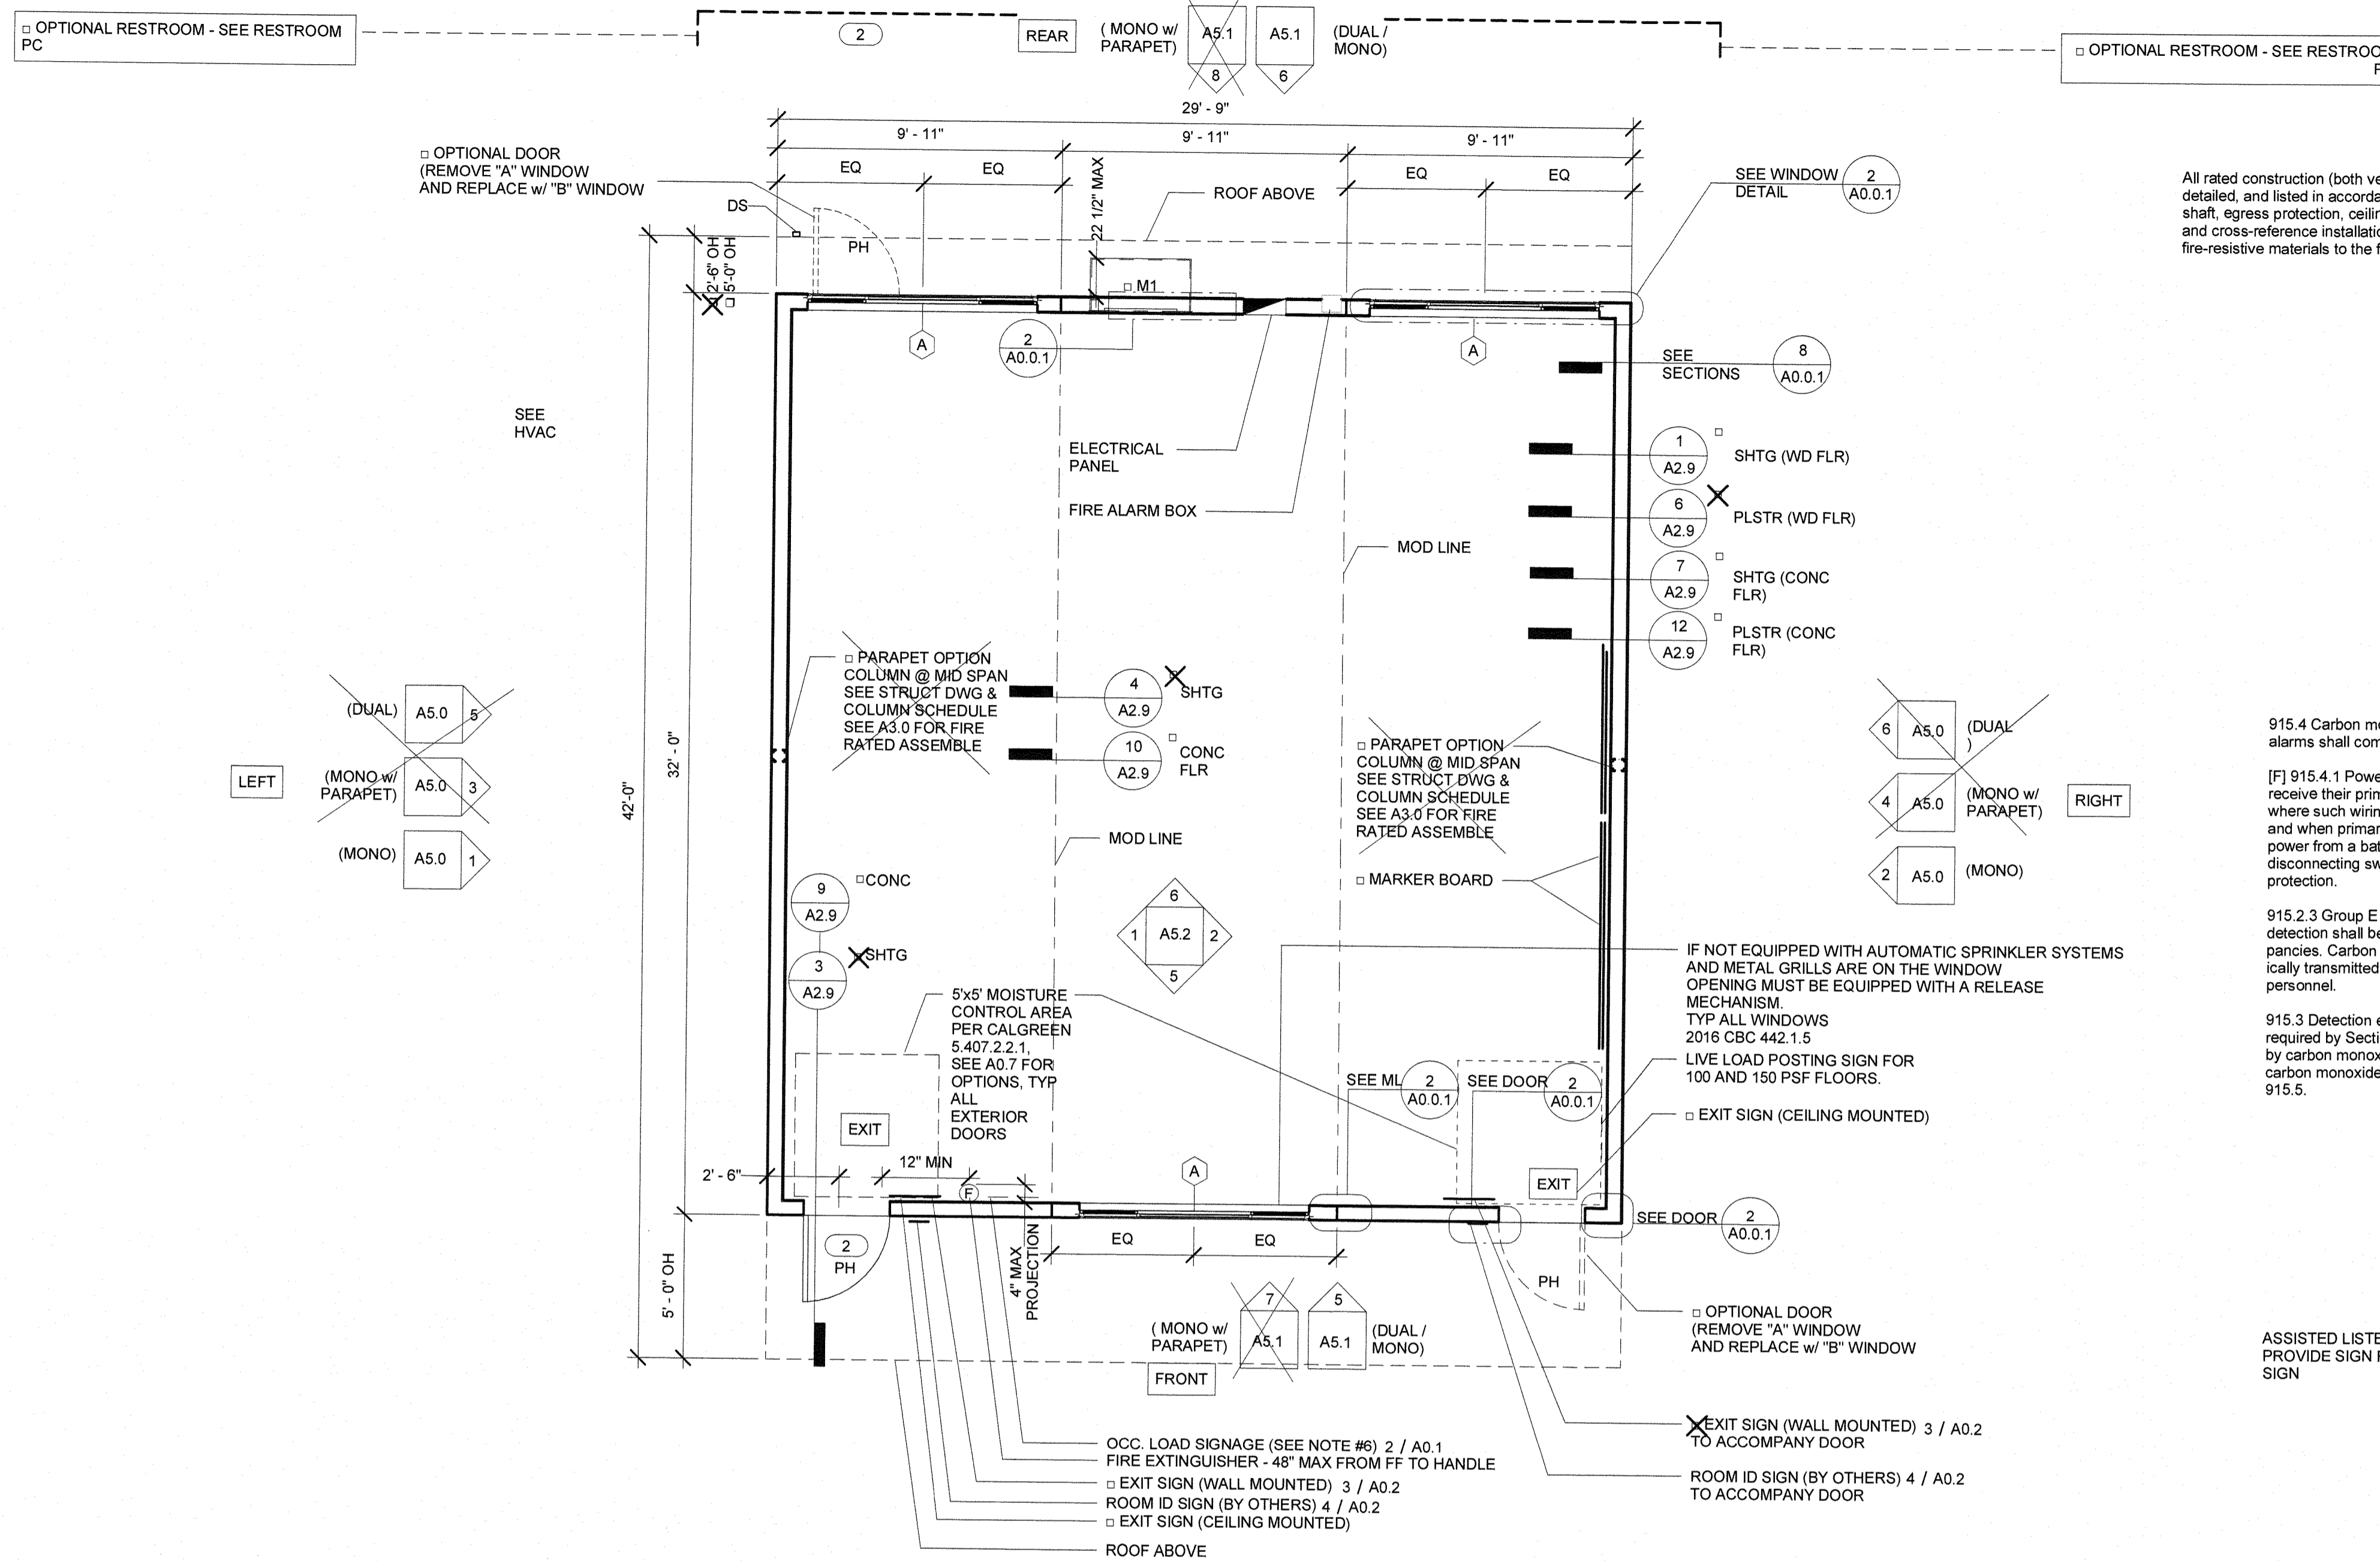 □ OPTIONAL RESTROOM - SEE RESTROOM
PC
2
REAR
( MONO w/
PARAPET)
A5.1
8
A5.1
6
(DUAL /
MONO)
□ OPTIONAL RESTROOM - SEE
29' - 9"
9' - 11"
9' - 11"
9' - 11"
EQ
EQ
EQ
EQ
□ OPTIONAL DOOR
(REMOVE "A" WINDOW
AND REPLACE w/ "B" WINDOW
DS
PH
22 1/2" MAX
ROOF ABOVE
SEE WINDOW
DETAIL
2
A0.0.1
All rated construction (both
detailed, and listed in
shaft, egress protection,
and cross-reference
fire-resistive materials to the
□ 2'-6" OH
□ 5'-0" OH
□ M1
A
2
A0.0.1
A
SEE
SECTIONS
8
A0.0.1
SEE
HVAC
ELECTRICAL
PANEL
FIRE ALARM BOX
MOD LINE
1
A2.9
□
SHTG (WD FLR)
6
A2.9
□
PLSTR (WD FLR)
7
A2.9
□
SHTG (CONC
FLR)
12
A2.9
□
PLSTR (CONC
FLR)
□ PARAPET OPTION
COLUMN @ MID SPAN
SEE STRUCT DWG &
COLUMN SCHEDULE
SEE A3.0 FOR FIRE
RATED ASSEMBLE
4
A2.9
□
SHTG
10
A2.9
□
CONC
FLR
□ PARAPET OPTION
COLUMN @ MID SPAN
SEE STRUCT DWG &
COLUMN SCHEDULE
SEE A3.0 FOR FIRE
RATED ASSEMBLE
LEFT
(DUAL)
A5.0
5
(MONO w/
PARAPET)
A5.0
3
(MONO)
A5.0
1
42'-0"
32' - 0"
6
A5.0
(DUAL
)
4
A5.0
(MONO w/
PARAPET)
2
A5.0
(MONO)
RIGHT
915.4 Carbon
alarms shall
[F] 915.4.1
receive their
where such
and when
power from a
disconnecting
protection.
915.2.3 Group E
detection shall
pancies. Carbon
ically transmitted
personnel.
915.3 Detection
required by
by carbon
carbon monoxide
915.5.
MOD LINE
□ MARKER BOARD
9
A2.9
□CONC
3
A2.9
□SHTG
6
1
A5.2
2
5
5'x5' MOISTURE
CONTROL AREA
PER CALGREEN
5.407.2.2.1,
SEE A0.7 FOR
OPTIONS, TYP
ALL
EXTERIOR
DOORS
IF NOT EQUIPPED WITH AUTOMATIC SPRINKLER SYSTEMS
AND METAL GRILLS ARE ON THE WINDOW
OPENING MUST BE EQUIPPED WITH A RELEASE
MECHANISM.
TYP ALL WINDOWS
2016 CBC 442.1.5
LIVE LOAD POSTING SIGN FOR
100 AND 150 PSF FLOORS.
□ EXIT SIGN (CEILING MOUNTED)
SEE ML
2
A0.0.1
SEE DOOR
2
A0.0.1
EXIT
2' - 6"
12" MIN
F
A
EXIT
SEE DOOR
2
A0.0.1
2
PH
5' - 0" OH
4" MAX
PROJECTION
EQ
EQ
PH
□ OPTIONAL DOOR
(REMOVE "A" WINDOW
AND REPLACE w/ "B" WINDOW
( MONO w/
PARAPET)
7
A5.1
5
A5.1
(DUAL /
MONO)
FRONT
ASSISTED
PROVIDE SIGN
SIGN
OCC. LOAD SIGNAGE (SEE NOTE #6) 2 / A0.1
FIRE EXTINGUISHER - 48" MAX FROM FF TO HANDLE
□ EXIT SIGN (WALL MOUNTED) 3 / A0.2
ROOM ID SIGN (BY OTHERS) 4 / A0.2
□ EXIT SIGN (CEILING MOUNTED)
ROOF ABOVE
□ EXIT SIGN (WALL MOUNTED) 3 / A0.2
TO ACCOMPANY DOOR
ROOM ID SIGN (BY OTHERS) 4 / A0.2
TO ACCOMPANY DOOR